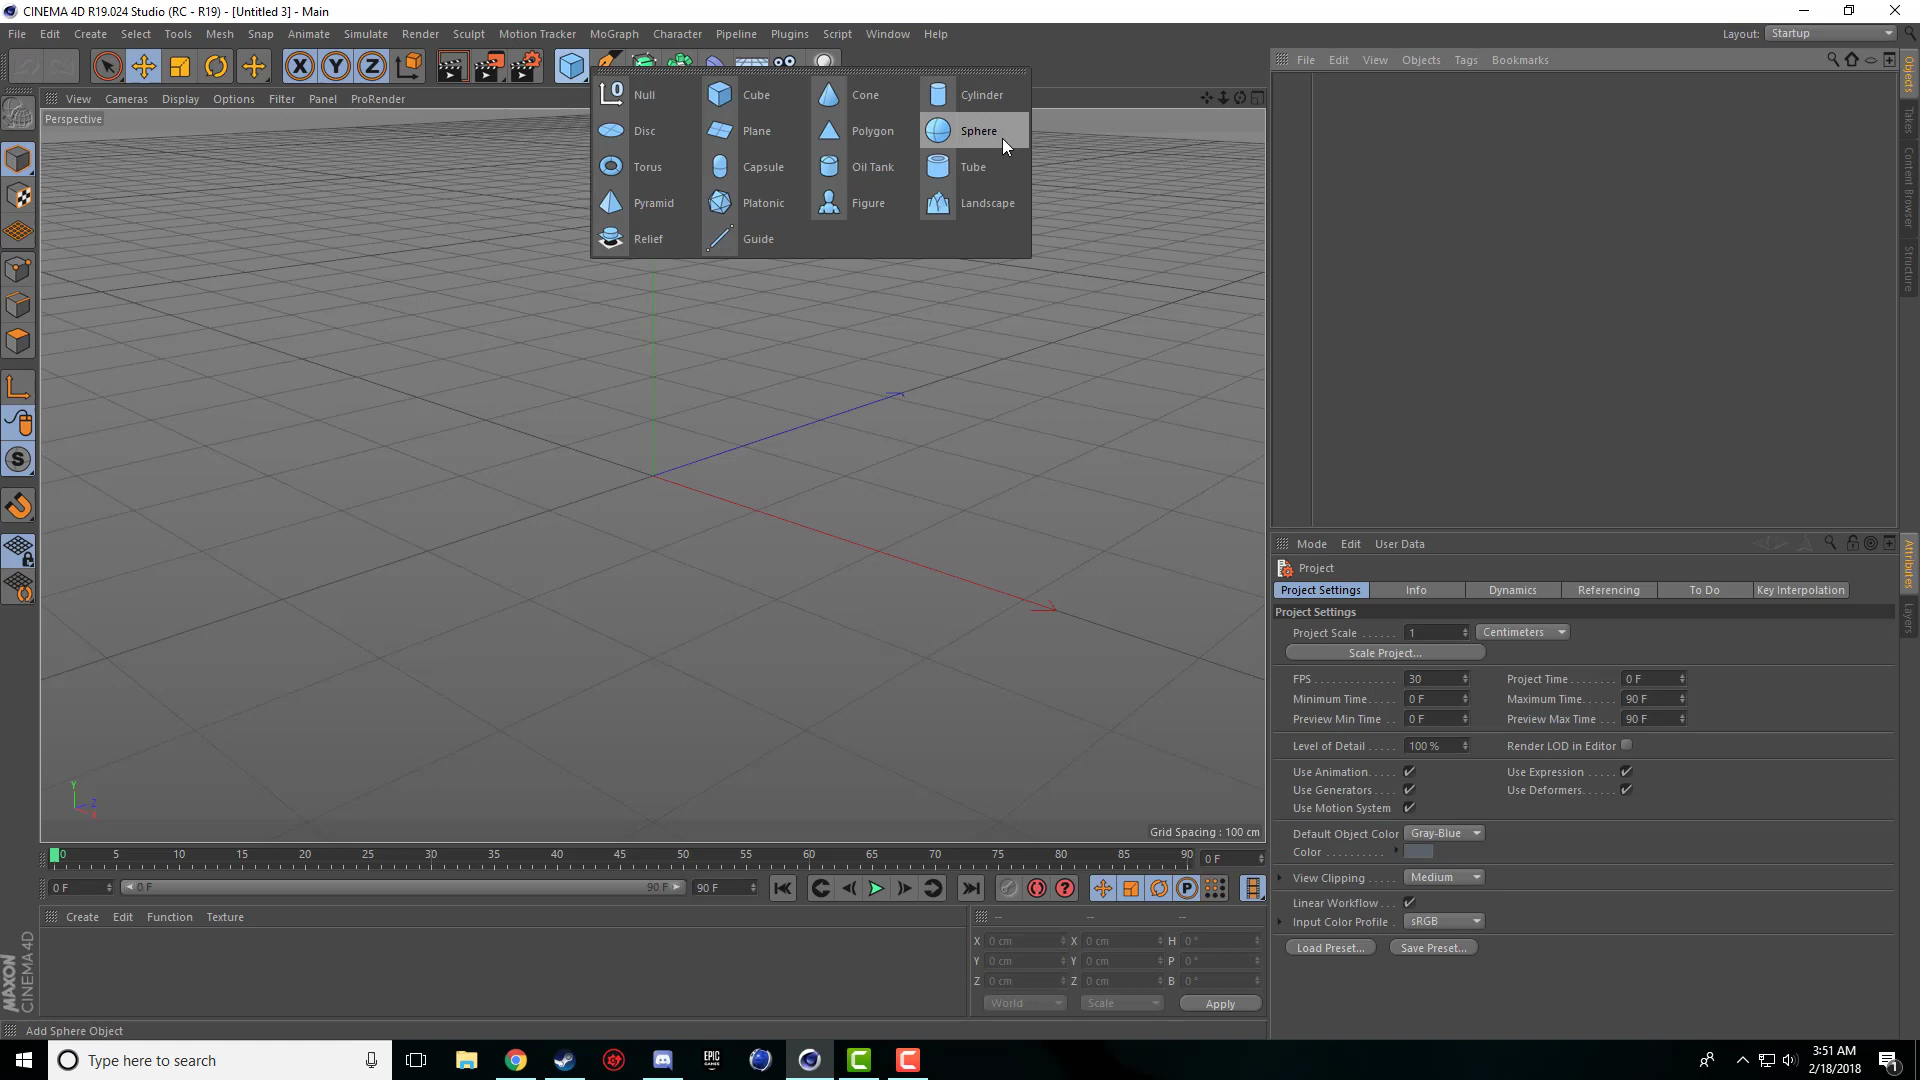 CINEMA 4D R19.024 Studio (RC - R19) - [Untitled 3] - Main
File Edit Create Select Tools Mesh Snap Animate Simulate Render Sculpt Motion Tracker MoGraph Character Pipeline Plugins Script Window Help Layout: Startup
X Y Z
File Edit View Objects Tags Bookmarks
View Cameras Display Options Filter Panel ProRender
Perspective
Null Cube Cone Cylinder
Disc Plane Polygon Sphere
Torus Capsule Oil Tank Tube
Pyramid Platonic Figure Landscape
Relief Guide
Objects
Takes
Content Browser
Structure
Mode Edit User Data
Project
Project Settings Info Dynamics Referencing To Do Key Interpolation
Project Settings
Project Scale 1 Centimeters
Scale Project...
FPS 30 Project Time 0 F
Minimum Time 0 F Maximum Time 90 F
Preview Min Time 0 F Preview Max Time 90 F
Level of Detail 100 % Render LOD in Editor
Use Animation Use Expression
Use Generators Use Deformers
Use Motion System
Default Object Color Gray-Blue
Color
View Clipping Medium
Linear Workflow
Input Color Profile sRGB
Load Preset... Save Preset...
Attributes
Layers
Y Z X
Grid Spacing : 100 cm
0 5 10 15 20 25 30 35 40 45 50 55 60 65 70 75 80 85 90 0 F
0 F 0 F 90 F 90 F
Create Edit Function Texture
-- -- --
X 0 cm X 0 cm H 0 °
Y 0 cm Y 0 cm P 0 °
Z 0 cm Z 0 cm B 0 °
World Scale Apply
MAXON CINEMA 4D
Add Sphere Object
Type here to search
EPIC GAMES
3:51 AM
2/18/2018
1